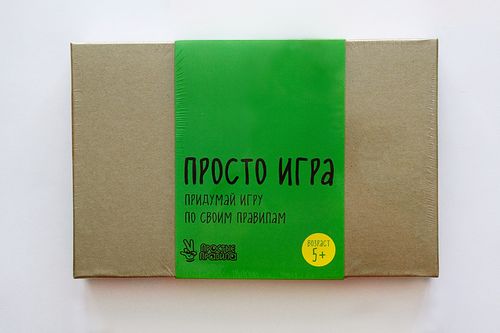 ПРОСТО ИГРа
ПРИДУМАЙ ИГРУ
ПО СВОИМ ПРАВИЛАМ
ПРОСТЫЕ
ПРАВИЛА
ВОЗРАСТ
5+